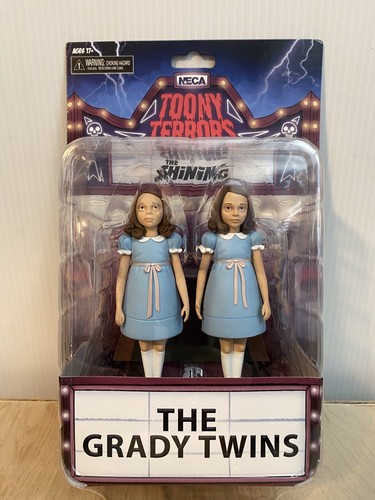 AGES 17+
WARNING: CHOKING HAZARD
NECA
TOONY
TERRORS
THE
SHINING
THE
GRADY TWINS